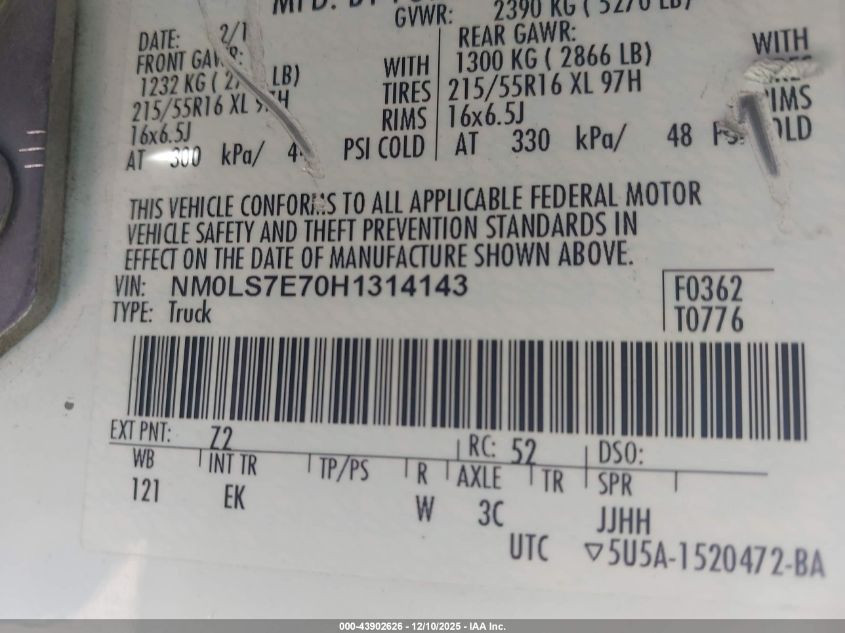 GVWR: 2390 KG ( 5270 LB)
DATE: 2/1
FRONT GAWR:
1232 KG ( LB) WITH
215/55R16 XL 97H TIRES
16x6.5J RIMS
AT 300 kPa/ PSI COLD
REAR GAWR:
1300 KG ( 2866 LB) WITH
215/55R16 XL 97H TIRES
16x6.5J RIMS
AT 330 kPa/ 48 PSI COLD
THIS VEHICLE CONFORMS TO ALL APPLICABLE FEDERAL MOTOR
VEHICLE SAFETY AND THEFT PREVENTION STANDARDS IN
EFFECT ON THE DATE OF MANUFACTURE SHOWN ABOVE.
VIN: NM0LS7E70H1314143
TYPE: Truck
F0362
T0776
EXT PNT: Z2 RC: 52 DSO:
WB INT TR TP/PS R AXLE TR SPR
121 EK W 3C JJHH
UTC ▽5U5A-1520472-BA
000-43902626 - 12/10/2025 - IAA Inc.